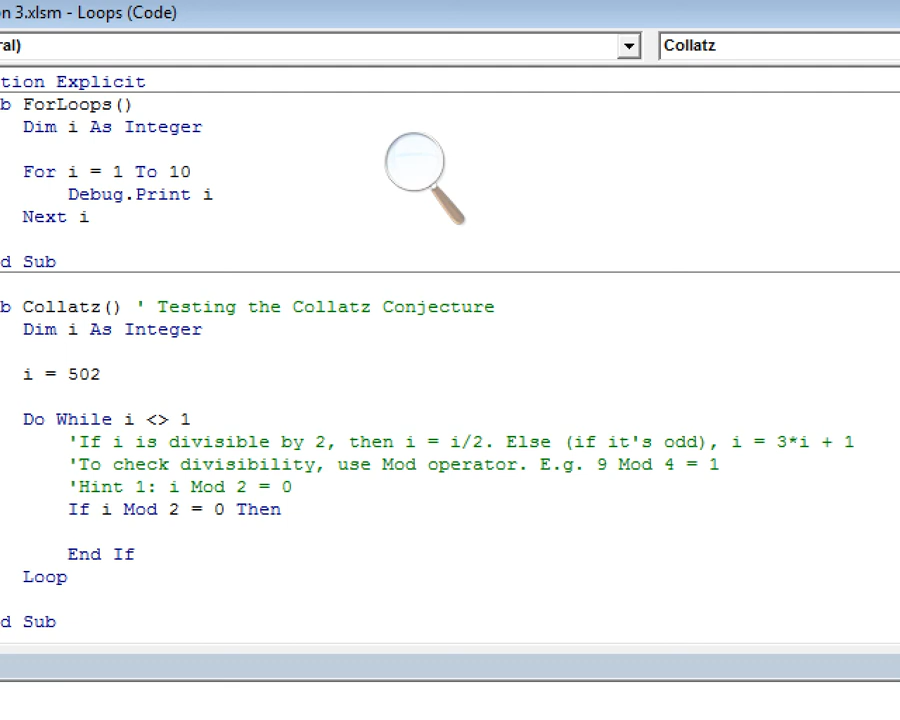 n 3.xlsm - Loops (Code)
ral)
Collatz
tion Explicit
b ForLoops()
Dim i As Integer
For i = 1 To 10
Debug.Print i
Next i
d Sub
b Collatz() ' Testing the Collatz Conjecture
Dim i As Integer
i = 502
Do While i <> 1
'If i is divisible by 2, then i = i/2. Else (if it's odd), i = 3*i + 1
'To check divisibility, use Mod operator. E.g. 9 Mod 4 = 1
'Hint 1: i Mod 2 = 0
If i Mod 2 = 0 Then
End If
Loop
d Sub